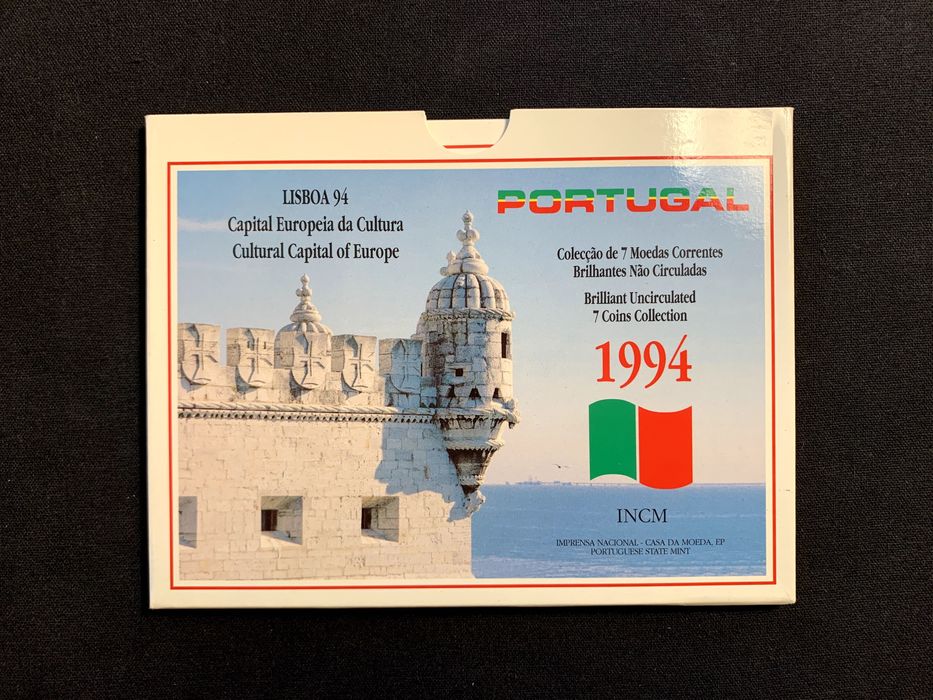 LISBOA 94
Capital Europeia da Cultura
Cultural Capital of Europe
PORTUGAL
Colecção de 7 Moedas Correntes
Brilhantes Não Circuladas
Brilliant Uncirculated
7 Coins Collection
1994
INCM
IMPRENSA NACIONAL - CASA DA MOEDA, EP
PORTUGUESE STATE MINT